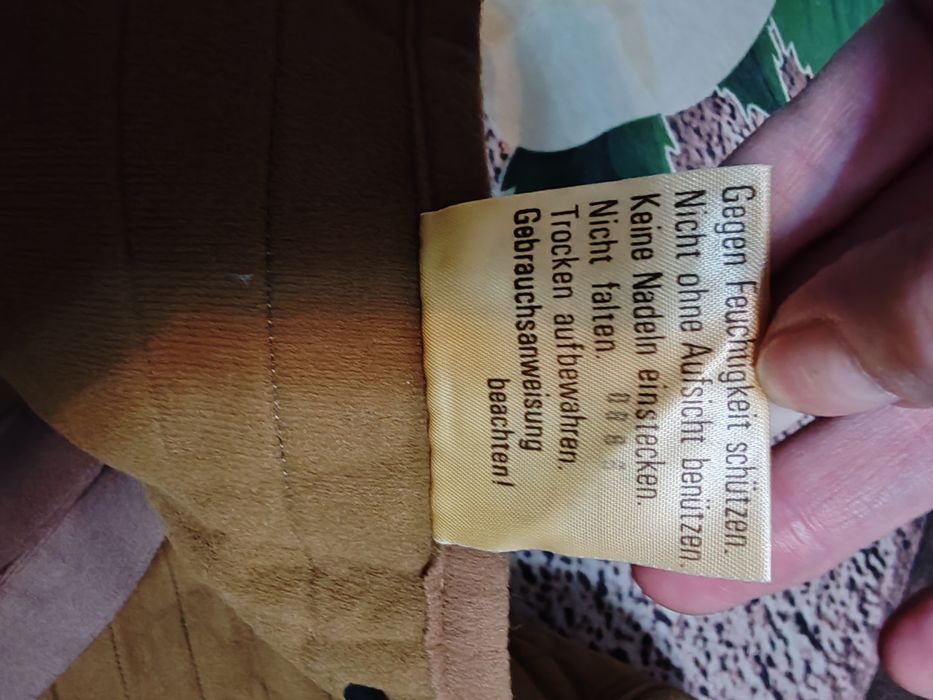 Gegen Feuchtigkeit schützen.
Nicht ohne Aufsicht benützen.
Keine Nadeln einstecken.
Nicht falten.
Trocken aufbewahren.
Gebrauchsanweisung
beachten!